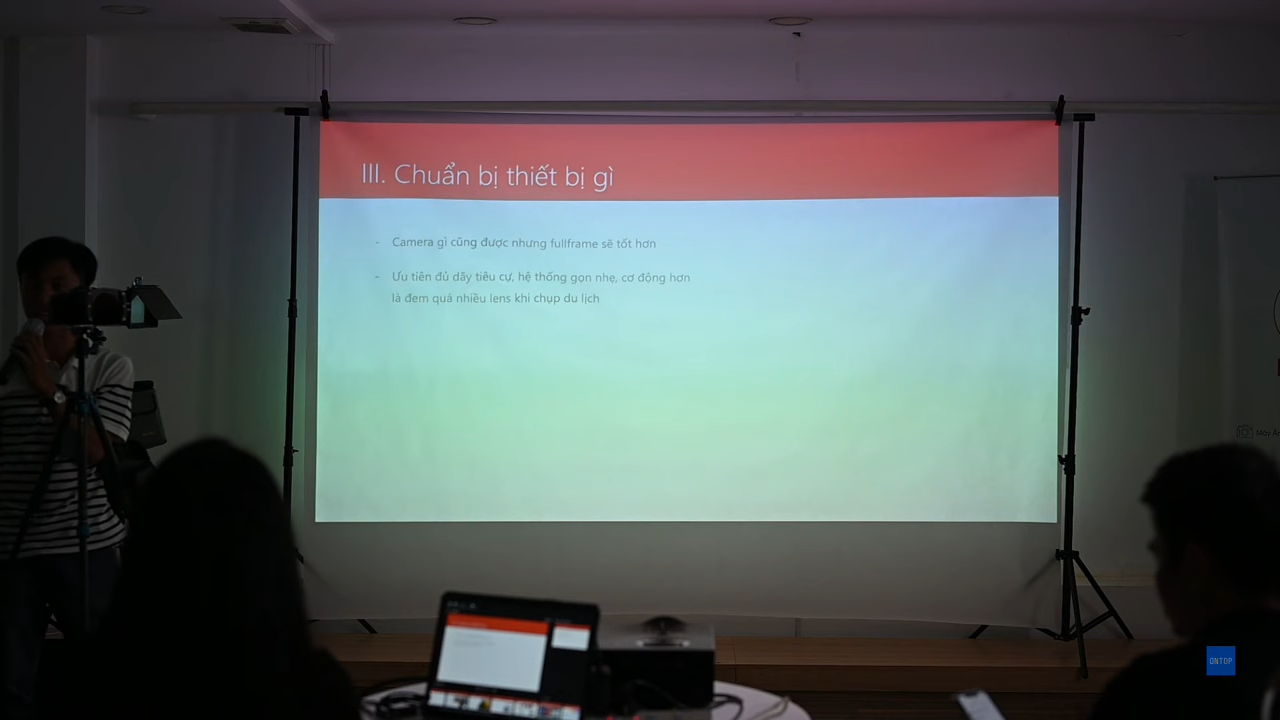 III. Chuẩn bị thiết bị gì
- Camera gì cũng được nhưng fullframe sẽ tốt hơn
- Ưu tiên đủ dãy tiêu cự, hệ thống gọn nhẹ, cơ động hơn
là đem quá nhiều lens khi chụp du lịch
Máy Ả
ONTOP